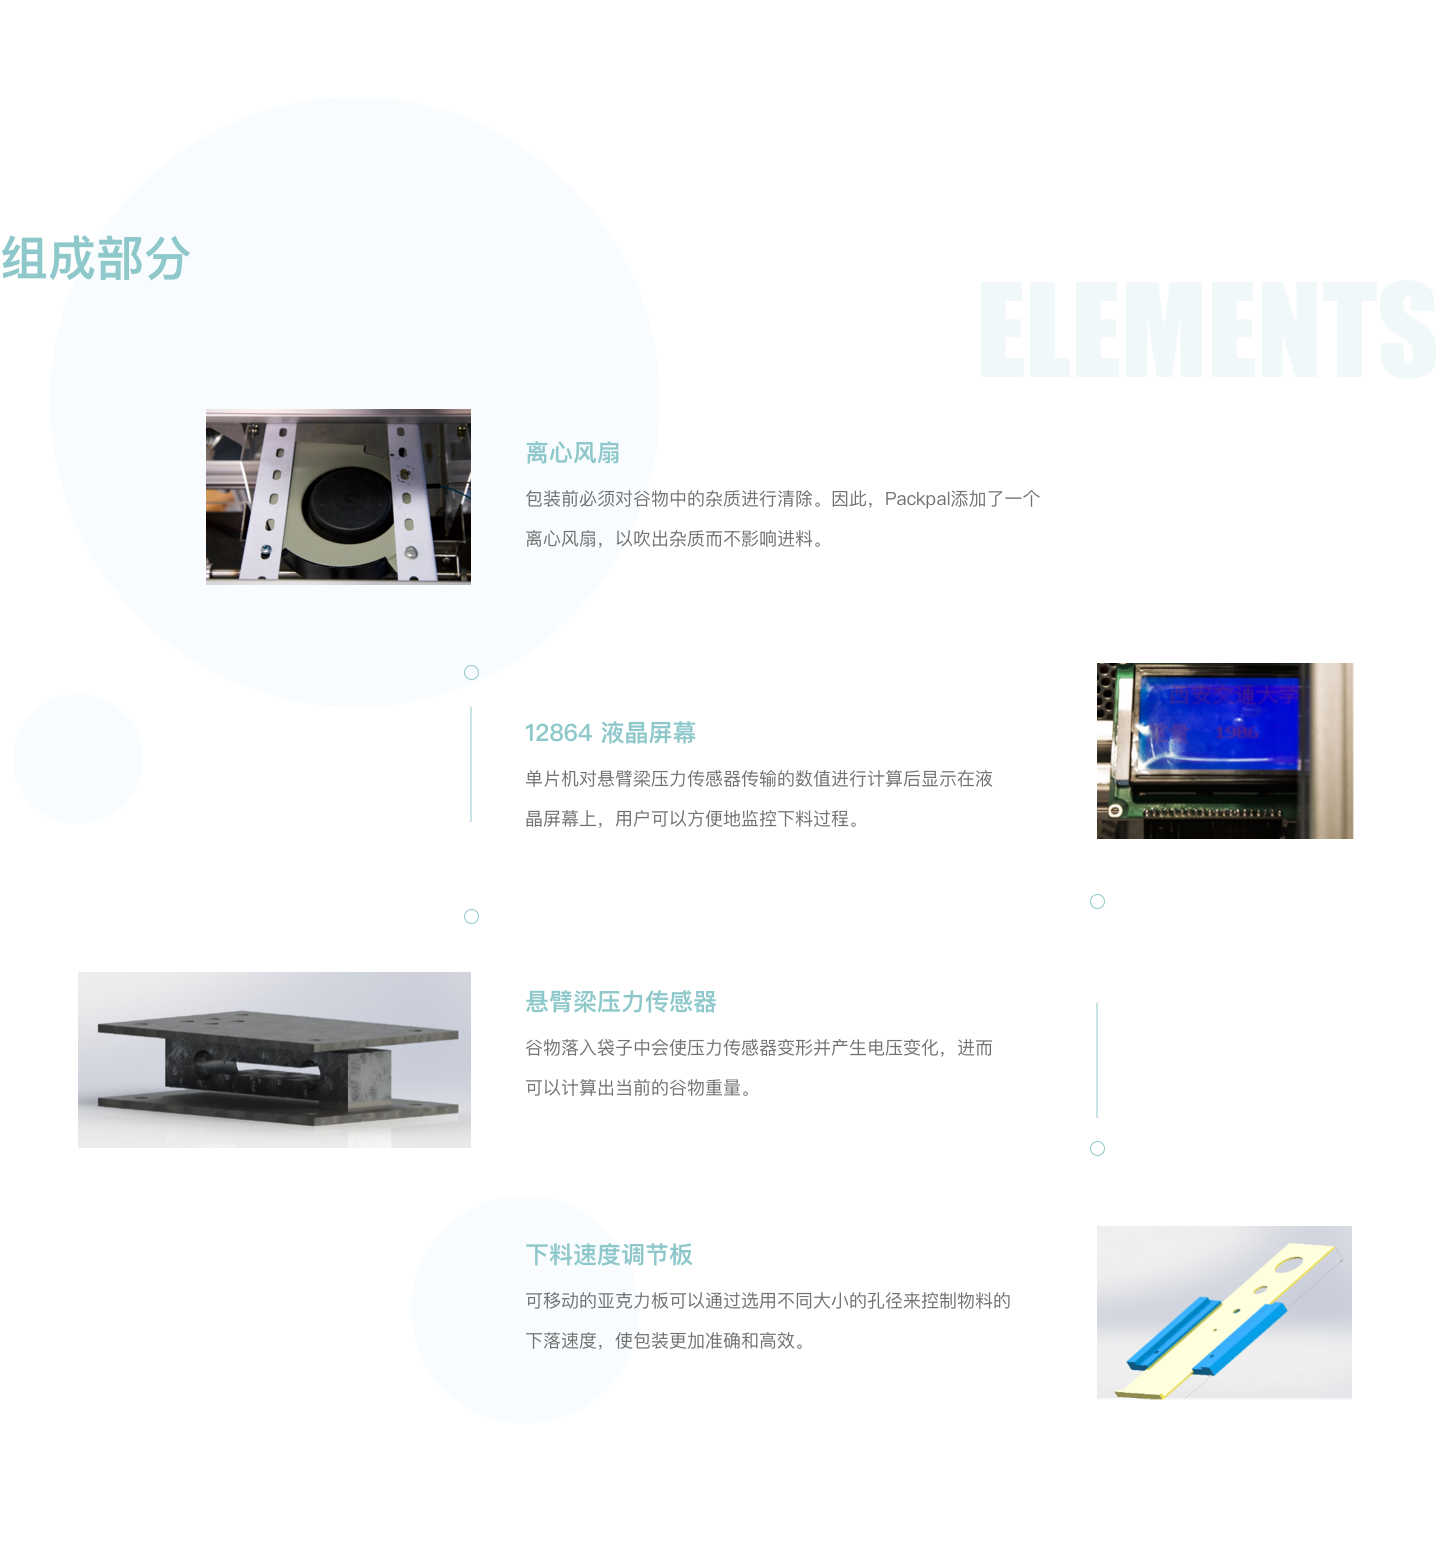 组成部分
ELEMENTS
离心风扇
包装前必须对谷物中的杂质进行清除。因此，Packpal添加了一个
离心风扇，以吹出杂质而不影响进料。
12864 液晶屏幕
单片机对悬臂梁压力传感器传输的数值进行计算后显示在液
晶屏幕上，用户可以方便地监控下料过程。
西安交通大学
1900
悬臂梁压力传感器
谷物落入袋子中会使压力传感器变形并产生电压变化，进而
可以计算出当前的谷物重量。
下料速度调节板
可移动的亚克力板可以通过选用不同大小的孔径来控制物料的
下落速度，使包装更加准确和高效。